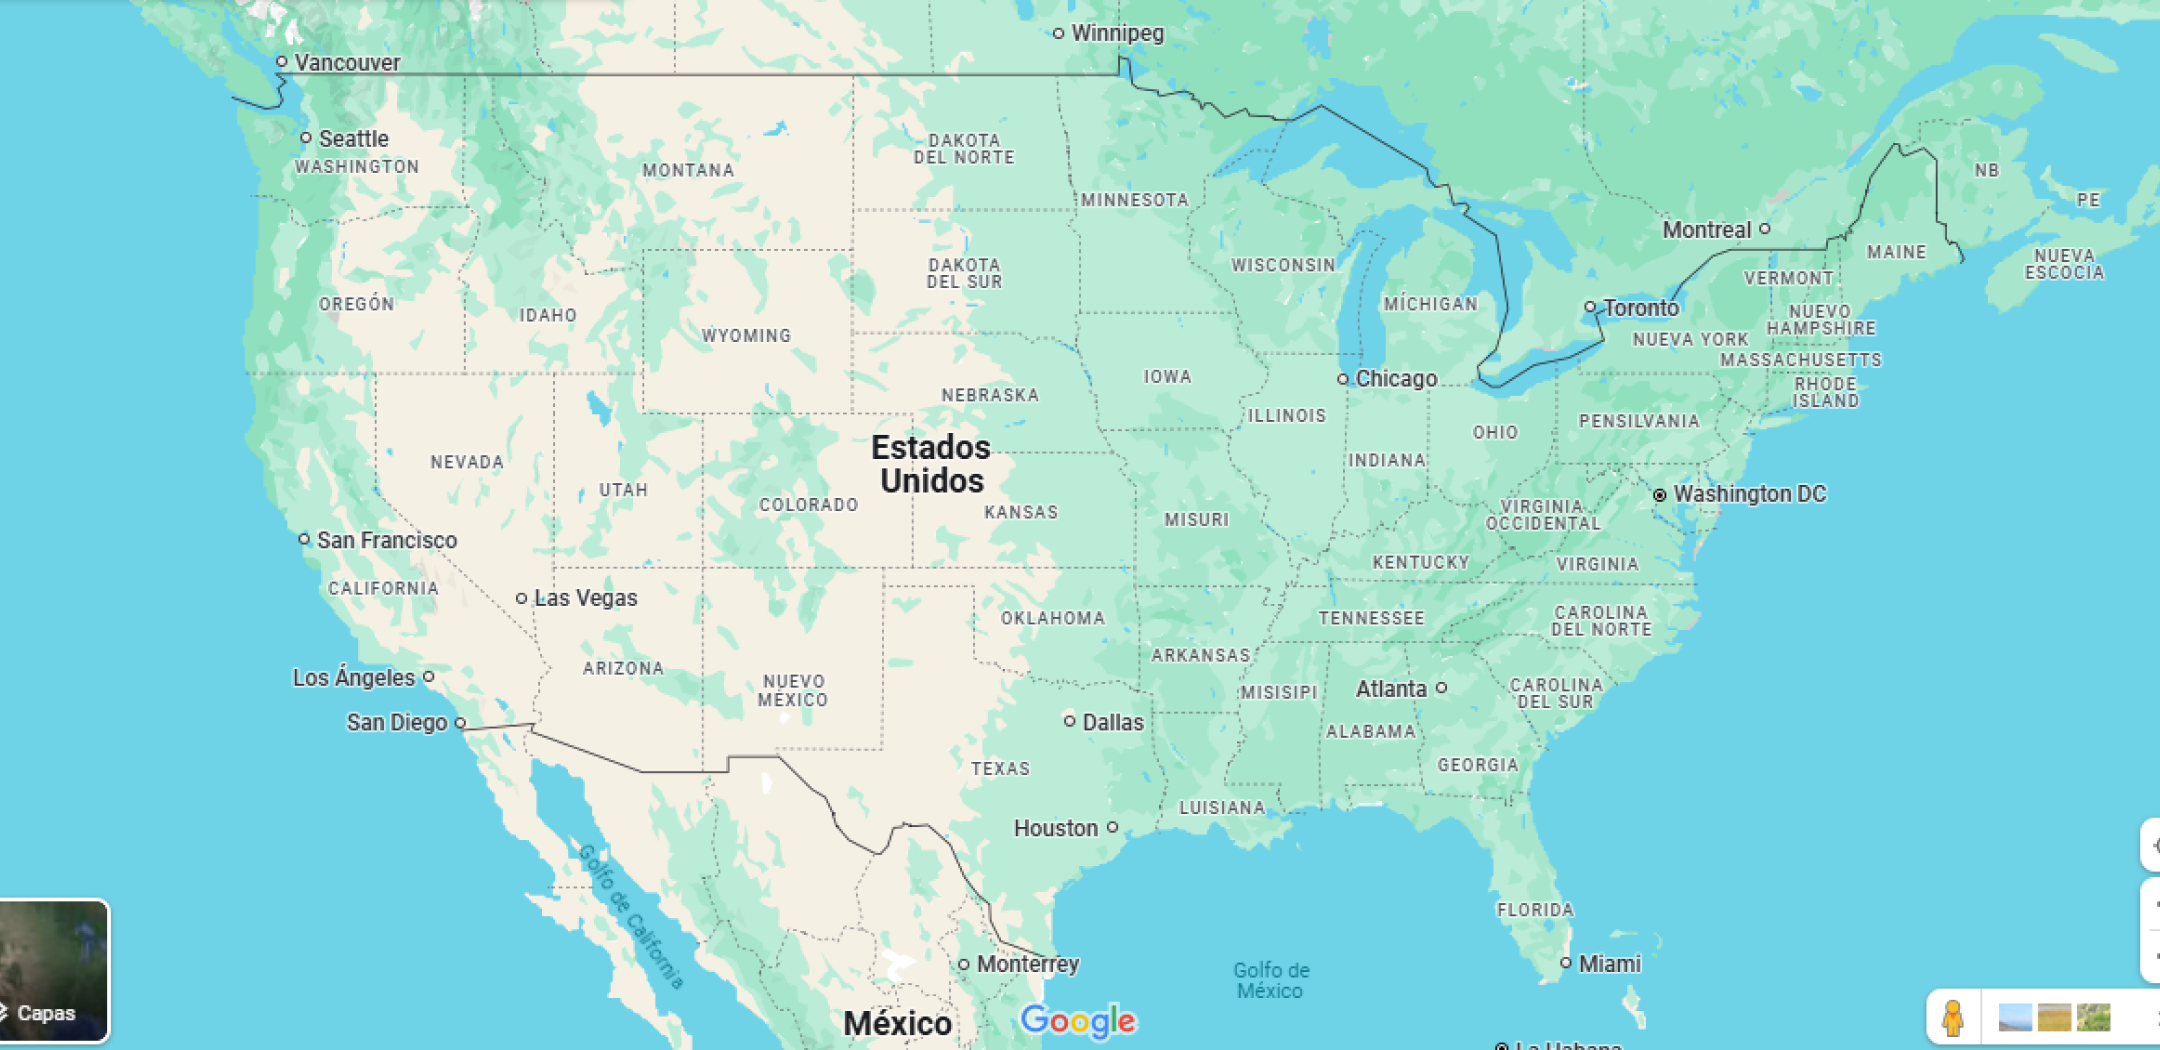 Winnipeg
Vancouver
Seattle
WASHINGTON
DAKOTA
DEL NORTE
MONTANA
MINNESOTA
NB
PE
Montreal
MAINE
NUEVA
ESCOCIA
WISCONSIN
DAKOTA
DEL SUR
VERMONT
OREGÓN
IDAHO
MÍCHIGAN
Toronto
NUEVO
HAMPSHIRE
WYOMING
NUEVA YORK
MASSACHUSETTS
IOWA
Chicago
RHODE
ISLAND
NEBRASKA
ILLINOIS
PENSILVANIA
OHIO
Estados
Unidos
NEVADA
INDIANA
UTAH
COLORADO
KANSAS
MISURI
VIRGINIA
OCCIDENTAL
Washington DC
San Francisco
KENTUCKY
VIRGINIA
CALIFORNIA
Las Vegas
OKLAHOMA
TENNESSEE
CAROLINA
DEL NORTE
ARKANSAS
ARIZONA
Los Ángeles
NUEVO
MÉXICO
MISISIPI
Atlanta
CAROLINA
DEL SUR
San Diego
Dallas
ALABAMA
TEXAS
GEORGIA
LUISIANA
Houston
Golfo de California
FLORIDA
Monterrey
Golfo de
México
Miami
Capas
México
Google